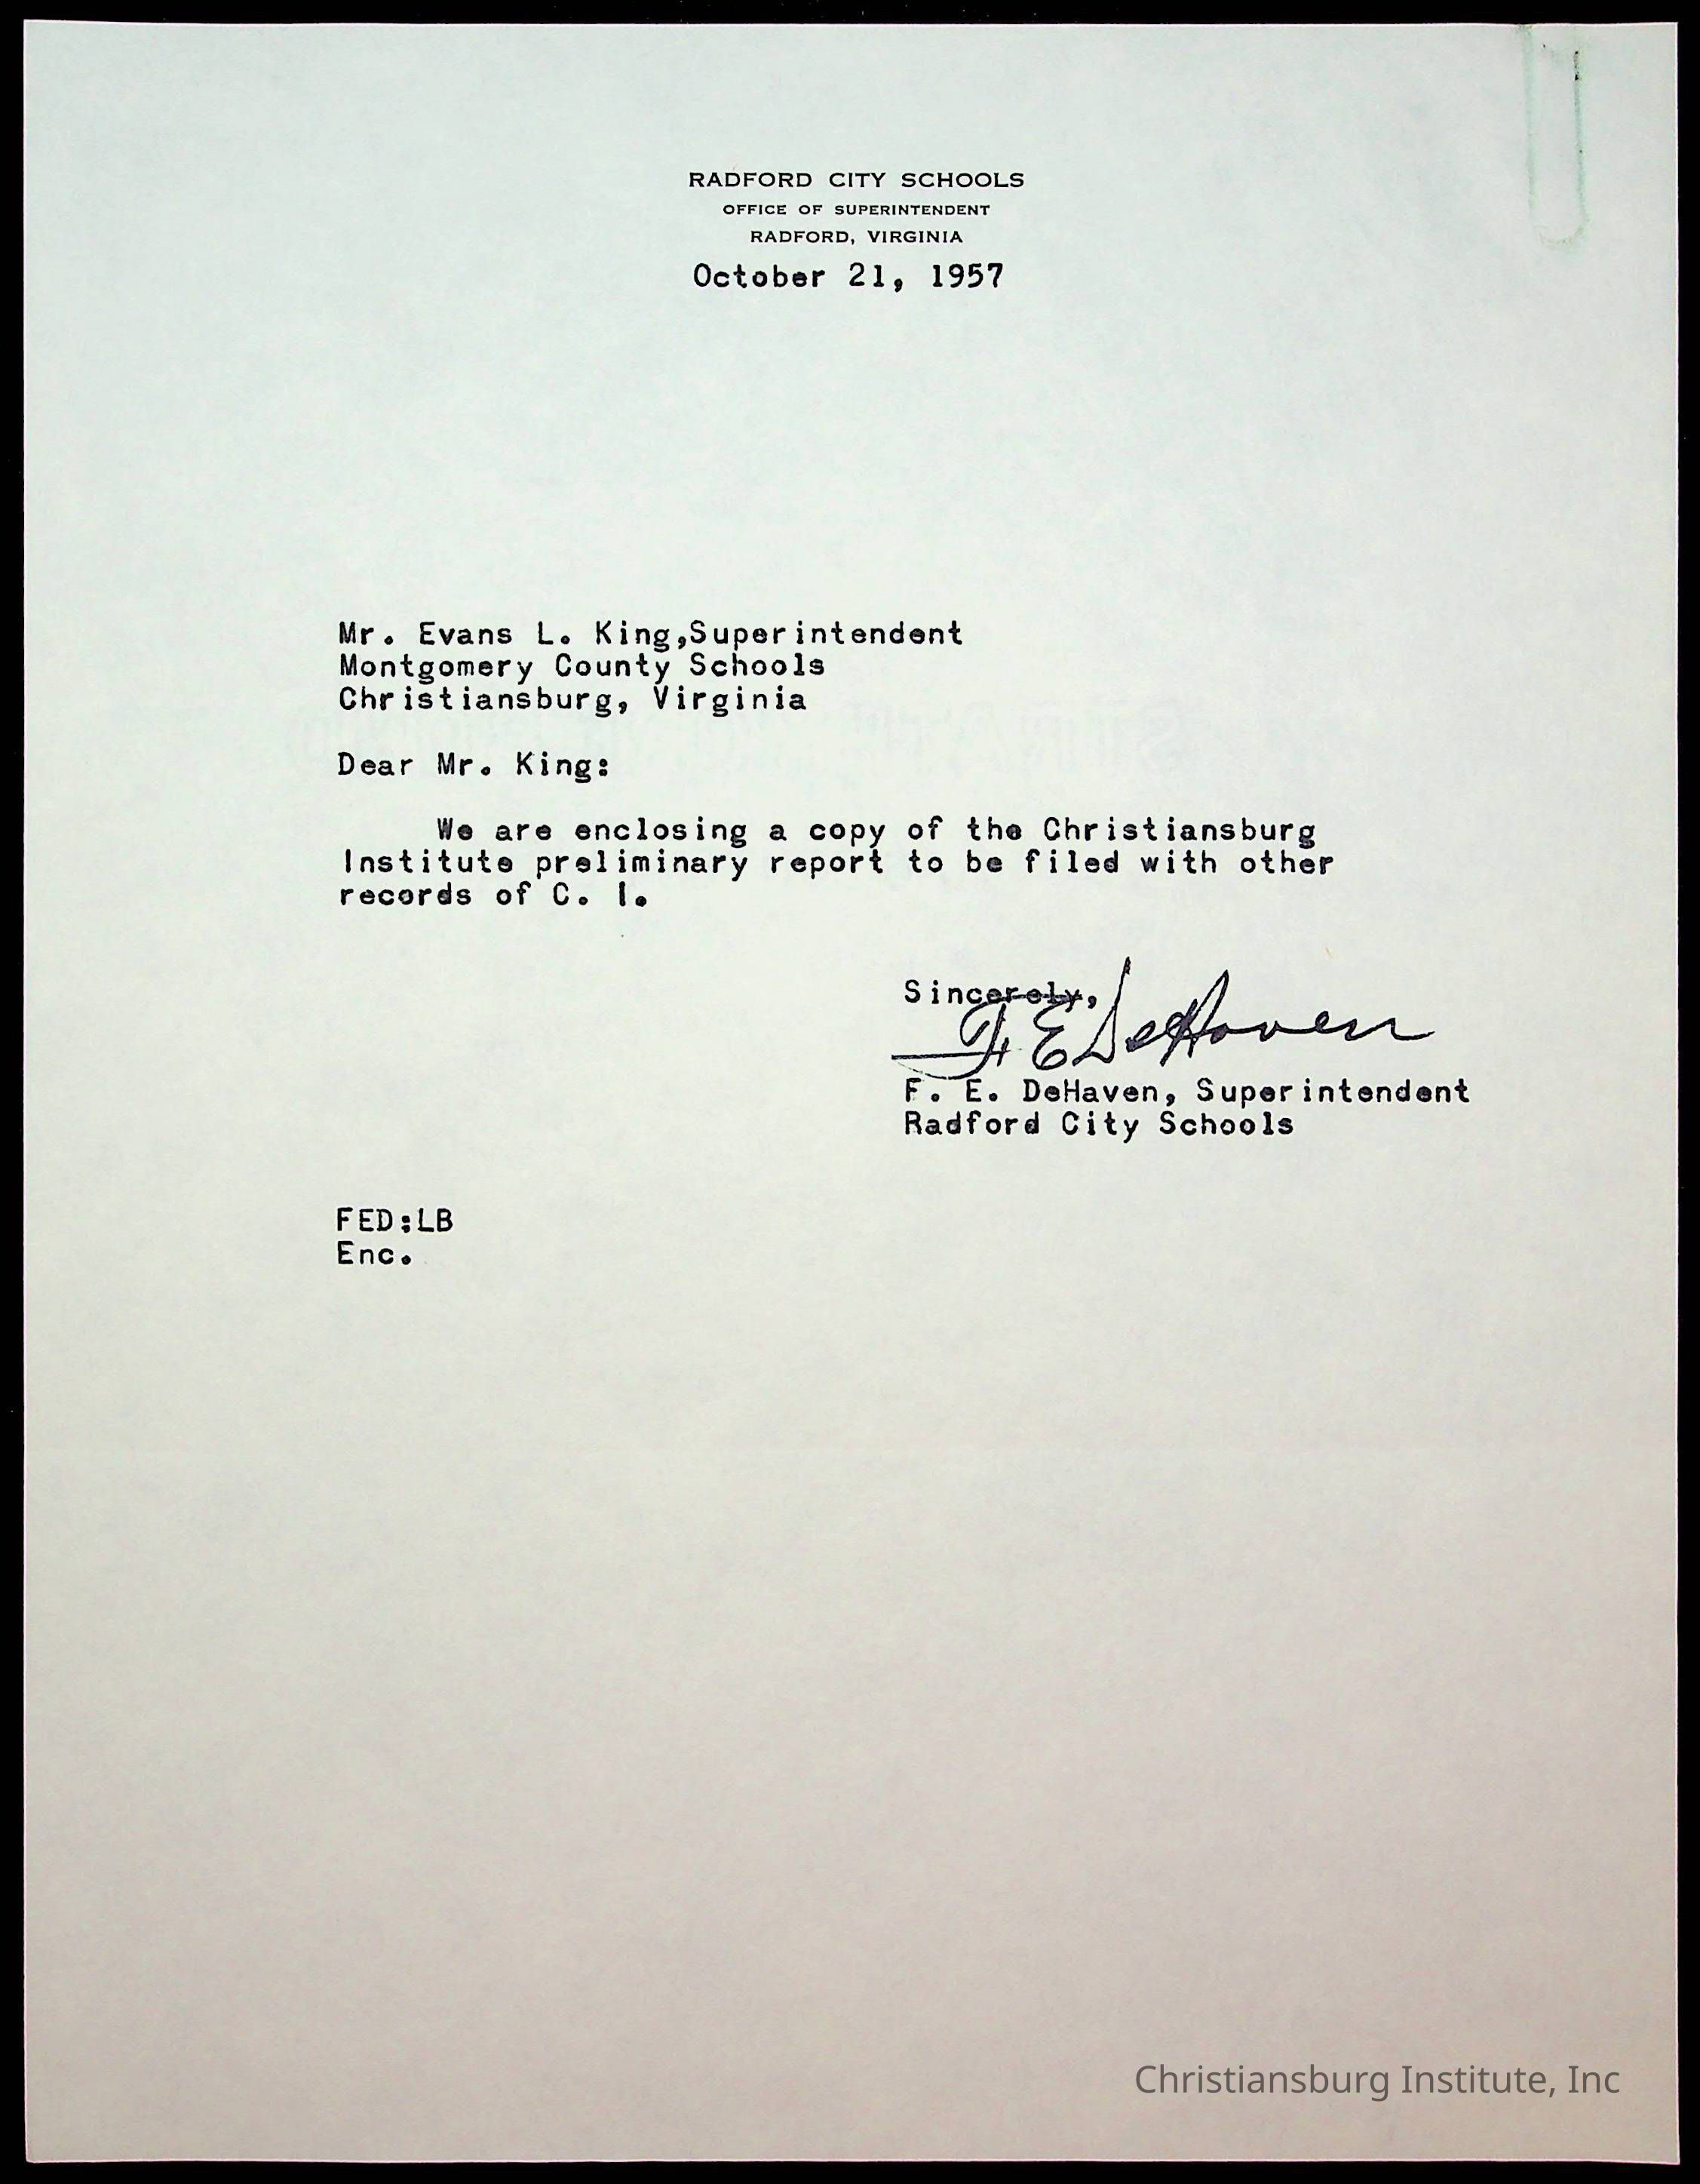 RADFORD CITY SCHOOLS
OFFICE OF SUPERINTENDENT
RADFORD, VIRGINIA
October 21, 1957
Mr. Evans L. King,Superintendent
Montgomery County Schools
Christiansburg, Virginia
Dear Mr. King:
We are enclosing a copy of the Christiansburg
Institute preliminary report to be filed with other
records of C. I.
Sincerely,
F. E. DeHaven
F. E. DeHaven, Superintendent
Radford City Schools
FED:LB
Enc.
Christiansburg Institute, Inc